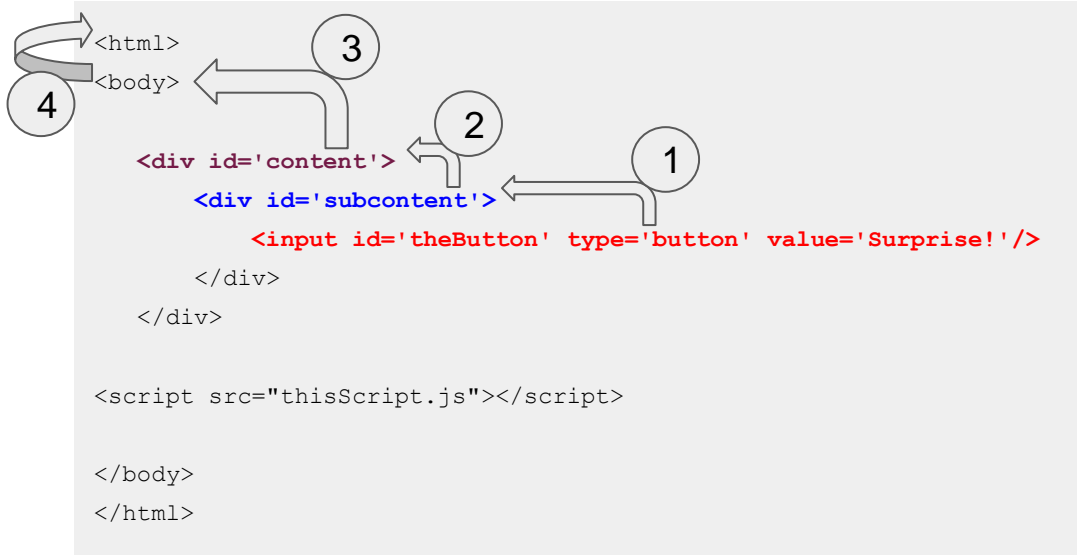 <html>
3
<body>
4
2
<div id='content'>
1
<div id='subcontent'>
<input id='theButton' type='button' value='Surprise!'/>
</div>
</div>
<script src="thisScript.js"></script>
</body>
</html>